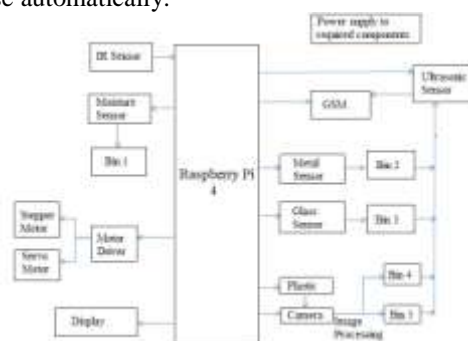 se automatically.
Power supply to
required components
IR Sensor
Ultrasonic
Sensor
Moisture
Sensor
GSM
Bin 1
Raspberry Pi
4
Metal
Sensor
Bin 2
Glass
Sensor
Bin 3
Stepper
Motor
Motor
Driver
Servo
Motor
Plastic
Bin 4
Camera
Bin 5
Image
Processing
Display